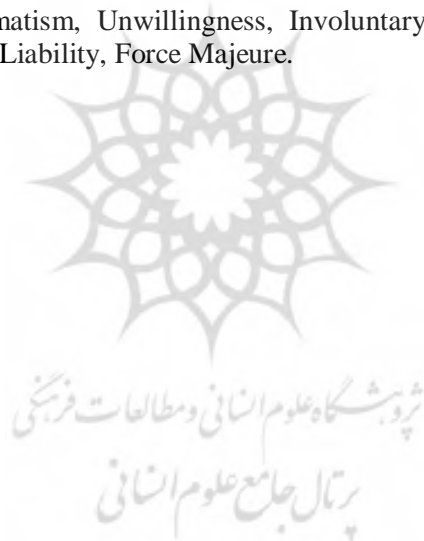 matism, Unwillingness, Involuntary
Liability, Force Majeure.
پژوهشگاه علوم انسانی و مطالعات فرهنگی
پرتال جامع علوم انسانی